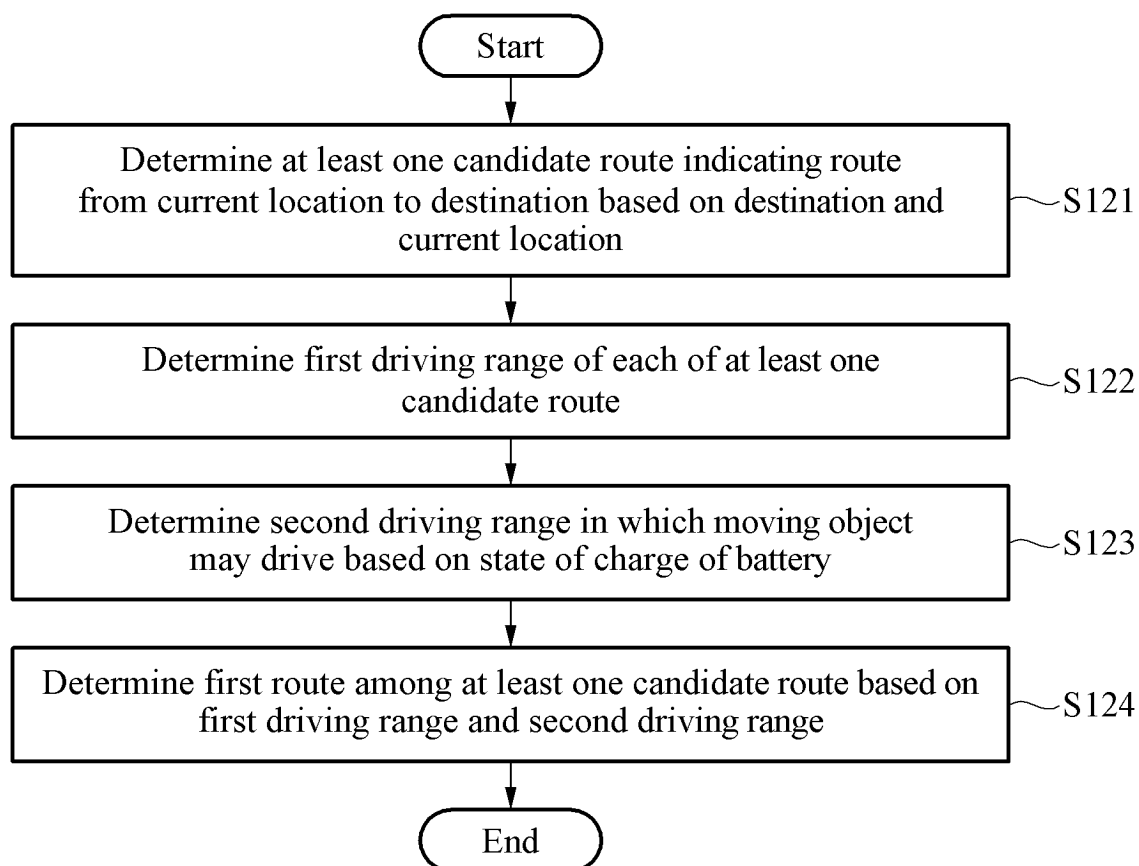 Start
Determine at least one candidate route indicating route
from current location to destination based on destination and
current location
S121
Determine first driving range of each of at least one
candidate route
S122
Determine second driving range in which moving object
may drive based on state of charge of battery
S123
Determine first route among at least one candidate route based on
first driving range and second driving range
S124
End